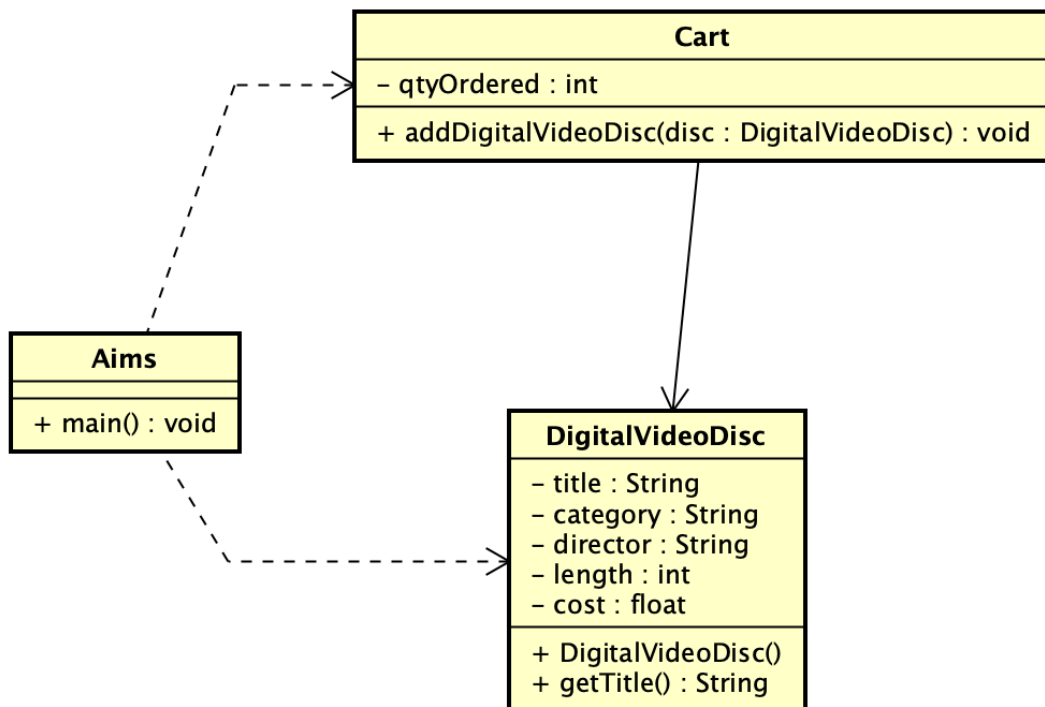 Cart
– qtyOrdered : int
+ addDigitalVideoDisc(disc : DigitalVideoDisc) : void
Aims
+ main() : void
DigitalVideoDisc
– title : String
– category : String
– director : String
– length : int
– cost : float
+ DigitalVideoDisc()
+ getTitle() : String